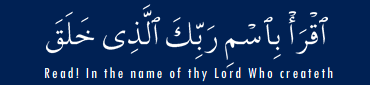 ٱقْرَأْ بِٱسْمِ رَبِّكَ ٱلَّذِى خَلَقَ
Read! In the name of thy Lord Who createth